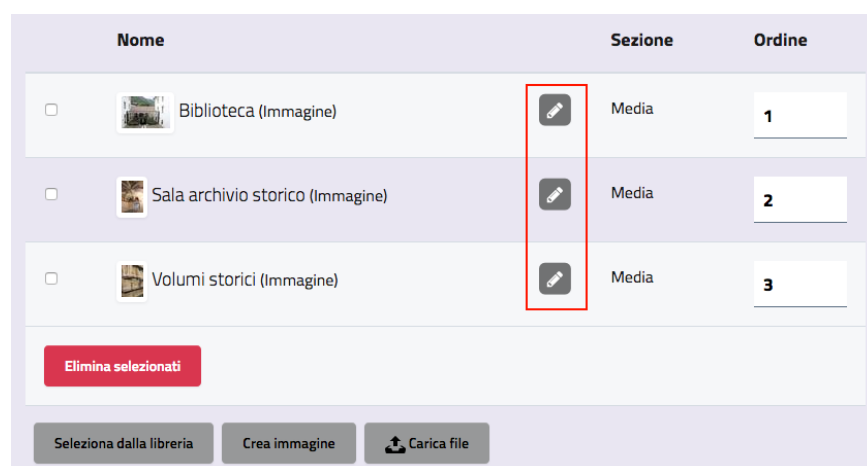 Nome Sezione Ordine
Biblioteca (Immagine) Media 1
Sala archivio storico (Immagine) Media 2
Volumi storici (Immagine) Media 3
Elimina selezionati
Seleziona dalla libreria Crea immagine Carica file